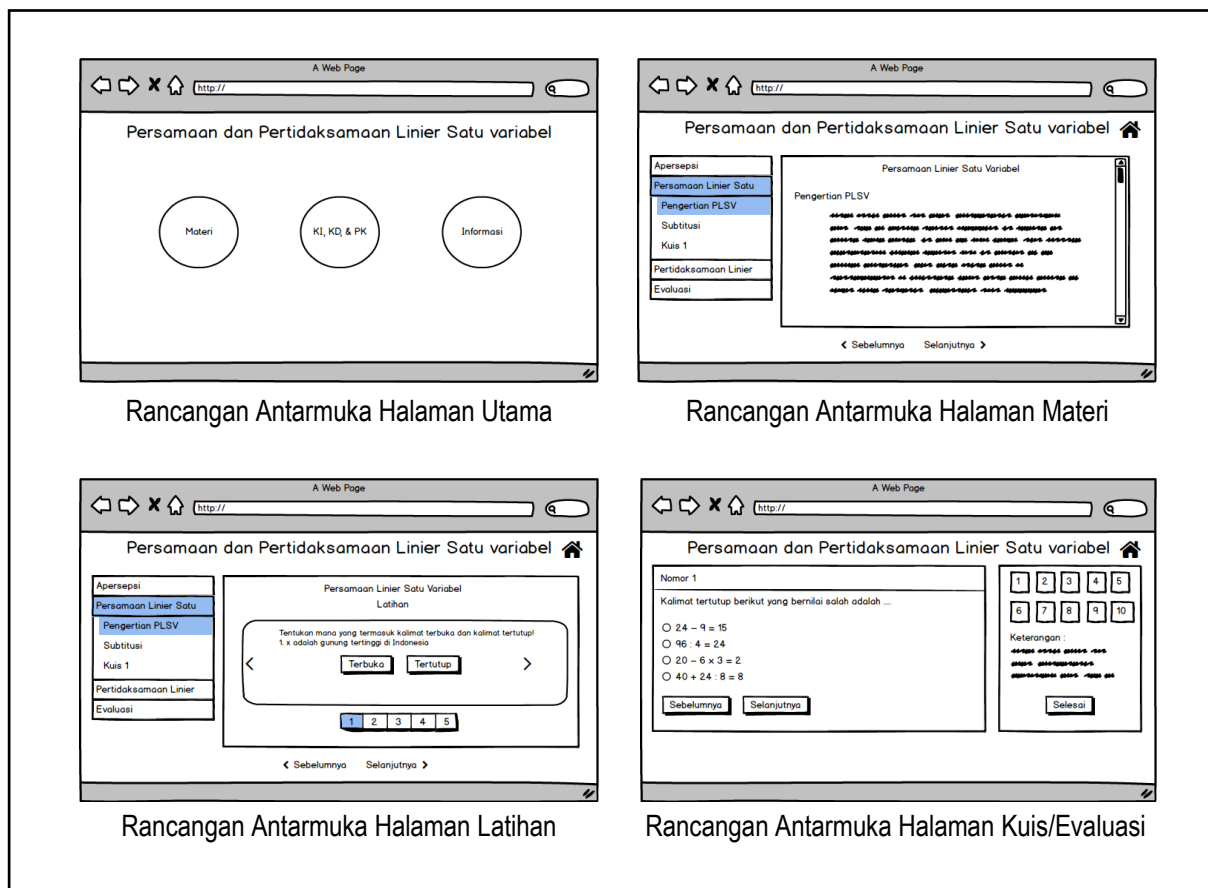 A Web Page
http://
Persamaan dan Pertidaksamaan Linier Satu variabel
Materi
KI, KD, & PK
Informasi
Rancangan Antarmuka Halaman Utama
A Web Page
http://
Persamaan dan Pertidaksamaan Linier Satu variabel
Apersepsi
Persamaan Linier Satu
Pengertian PLSV
Subtitusi
Kuis 1
Pertidaksamaan Linier
Evaluasi
Persamaan Linier Satu Variabel
Pengertian PLSV
< Sebelumnya Selanjutnya >
Rancangan Antarmuka Halaman Materi
A Web Page
http://
Persamaan dan Pertidaksamaan Linier Satu variabel
Apersepsi
Persamaan Linier Satu
Pengertian PLSV
Subtitusi
Kuis 1
Pertidaksamaan Linier
Evaluasi
Persamaan Linier Satu Variabel
Latihan
Tentukan mana yang termasuk kalimat terbuka dan kalimat tertutup!
1. x adalah gunung tertinggi di Indonesia
< Terbuka Tertutup >
1 2 3 4 5
< Sebelumnya Selanjutnya >
Rancangan Antarmuka Halaman Latihan
A Web Page
http://
Persamaan dan Pertidaksamaan Linier Satu variabel
Nomor 1
Kalimat tertutup berikut yang bernilai salah adalah ...
24 – 9 = 15
96 : 4 = 24
20 – 6 x 3 = 2
40 + 24 : 8 = 8
Sebelumnya Selanjutnya
1 2 3 4 5
6 7 8 9 10
Keterangan :
Selesai
Rancangan Antarmuka Halaman Kuis/Evaluasi